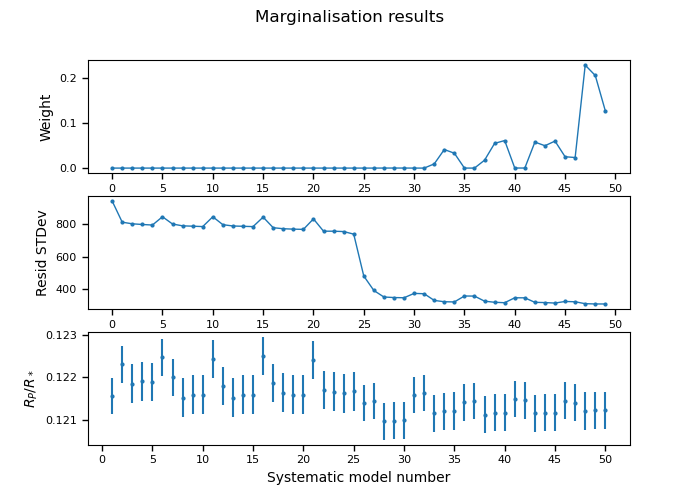 Marginalisation results
Weight
0.2
0.1
0.0
0 5 10 15 20 25 30 35 40 45 50
Resid STDev
800
600
400
0 5 10 15 20 25 30 35 40 45 50
R_P/R_*
0.123
0.122
0.121
0 5 10 15 20 25 30 35 40 45 50
Systematic model number